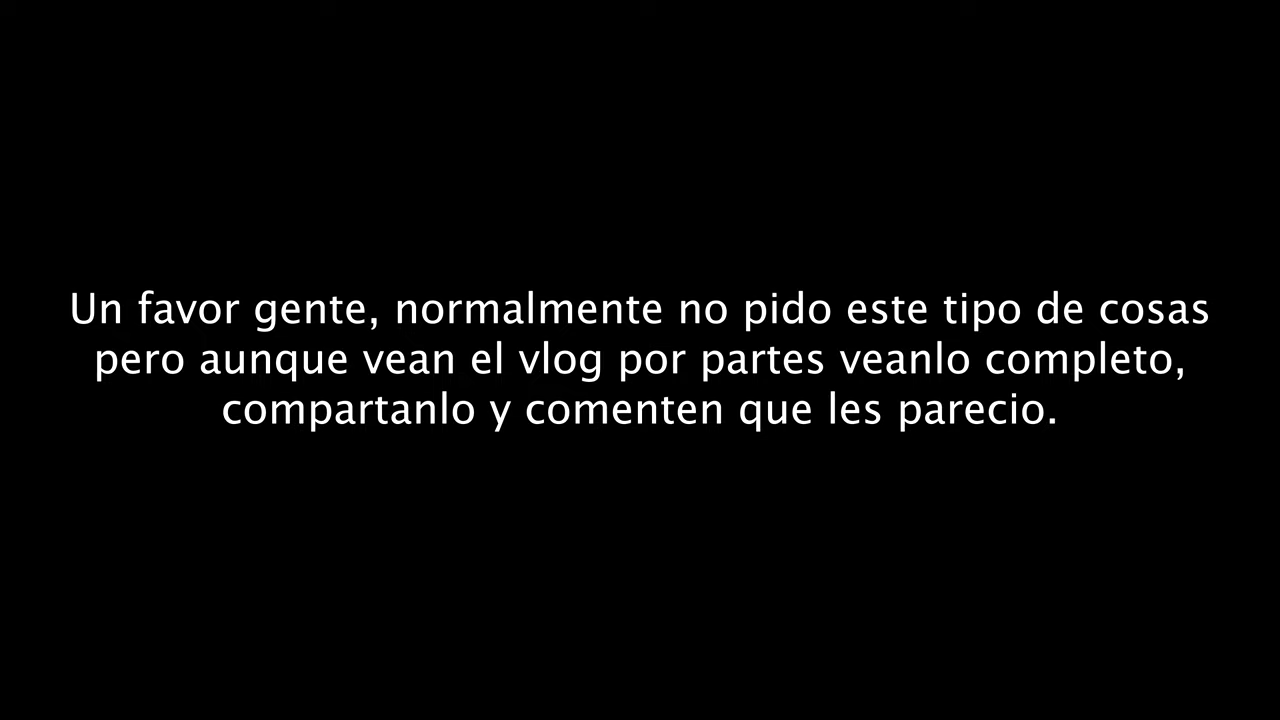 Un favor gente, normalmente no pido este tipo de cosas
pero aunque vean el vlog por partes veanlo completo,
compartanlo y comenten que les parecio.